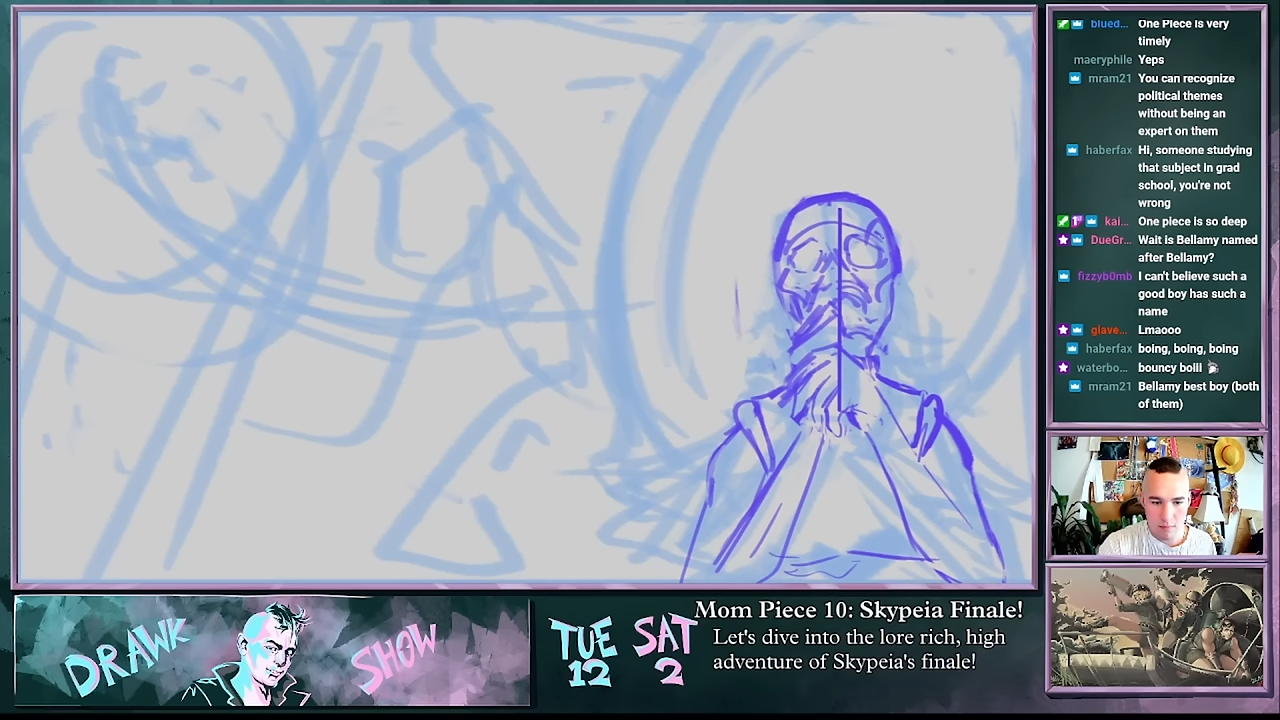 blued... One Piece is very
timely
maeryphile Yeps
mram21 You can recognize
political themes
without being an
expert on them
haberfax Hi, someone studying
that subject in grad
school, you're not
wrong
kai... One piece is so deep
DueGr... Wait is Bellamy named
after Bellamy?
fizzyb0mb I can't believe such a
good boy has such a
name
glave... Lmaooo
haberfax boing, boing, boing
waterbo... bouncy boiii
mram21 Bellamy best boy (both
of them)
DRAWK
SHOW
TUE SAT
12 2
Mom Piece 10: Skypeia Finale!
Let's dive into the lore rich, high
adventure of Skypeia's finale!